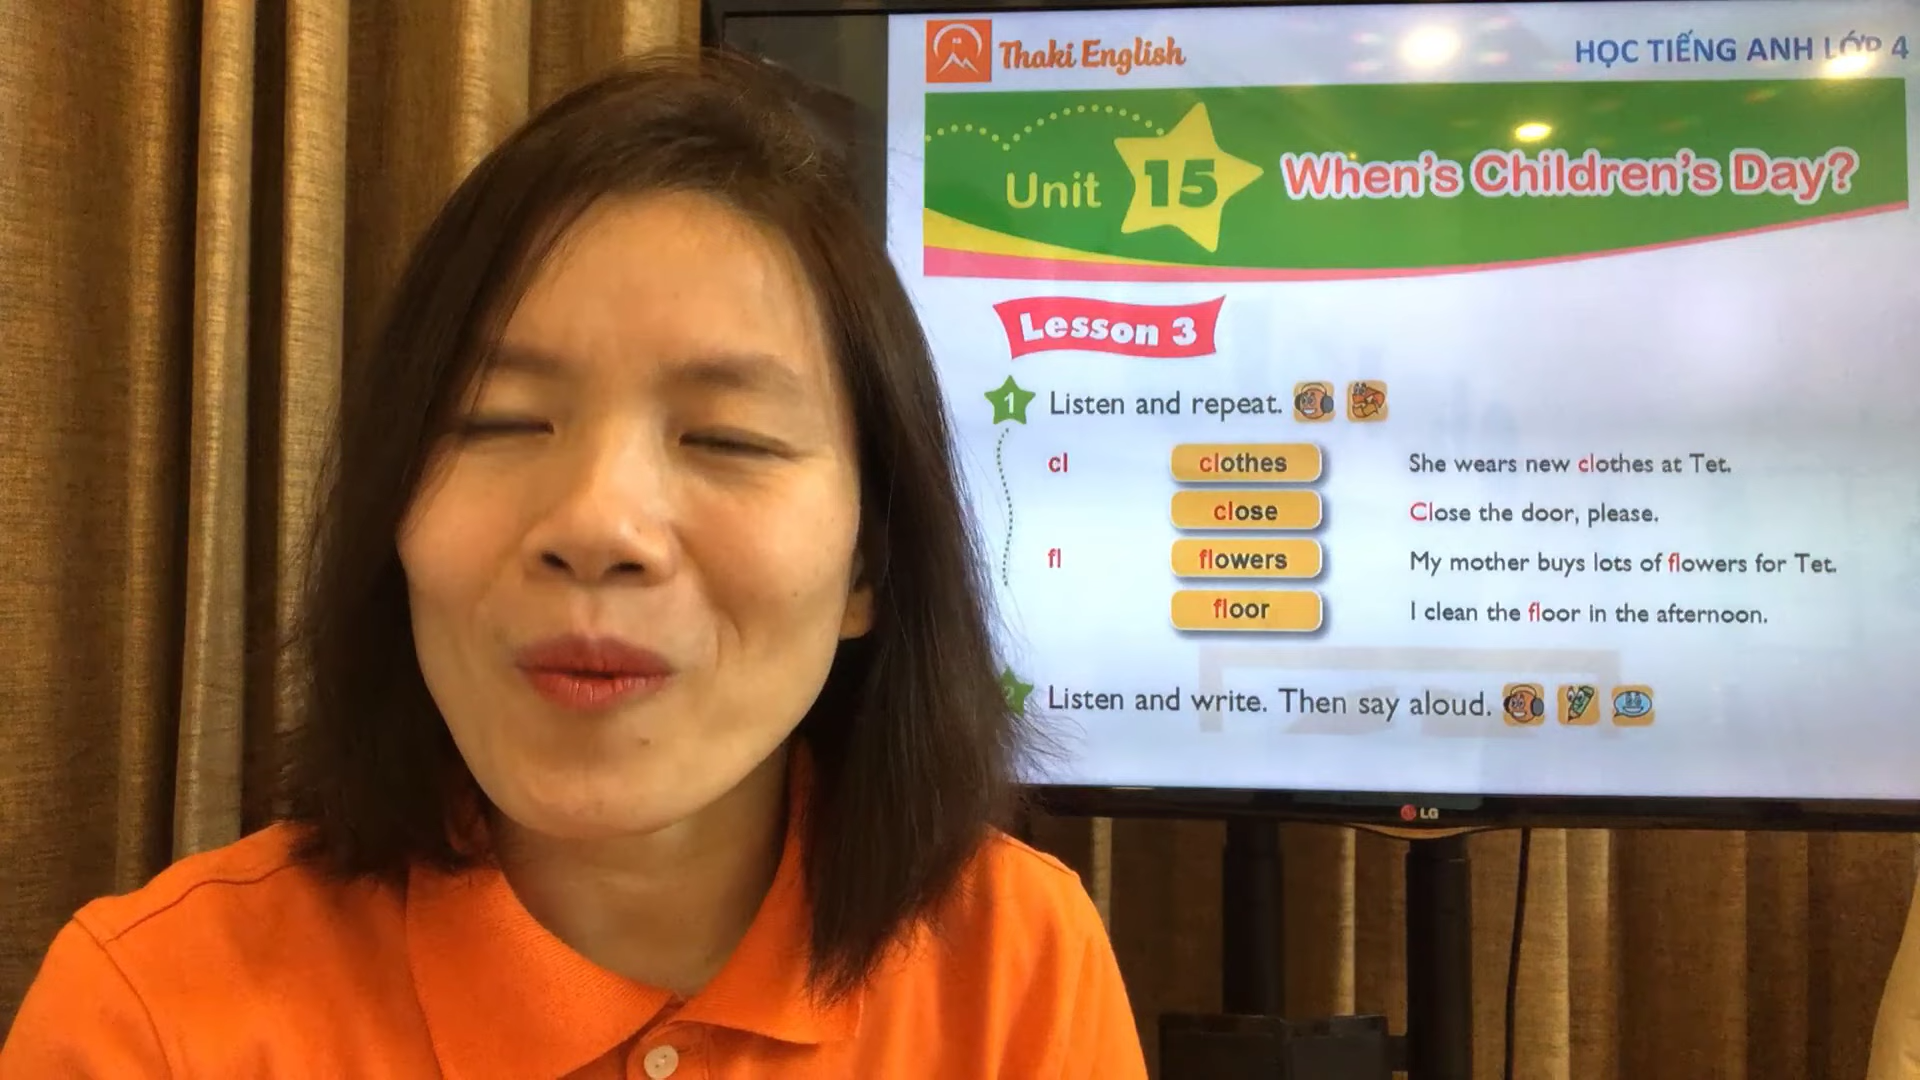 Thaki English
HỌC TIẾNG ANH LỚP 4
Unit 15 When's Children's Day?
Lesson 3
1 Listen and repeat.
cl clothes She wears new clothes at Tet.
close Close the door, please.
fl flowers My mother buys lots of flowers for Tet.
floor I clean the floor in the afternoon.
2 Listen and write. Then say aloud.
LG